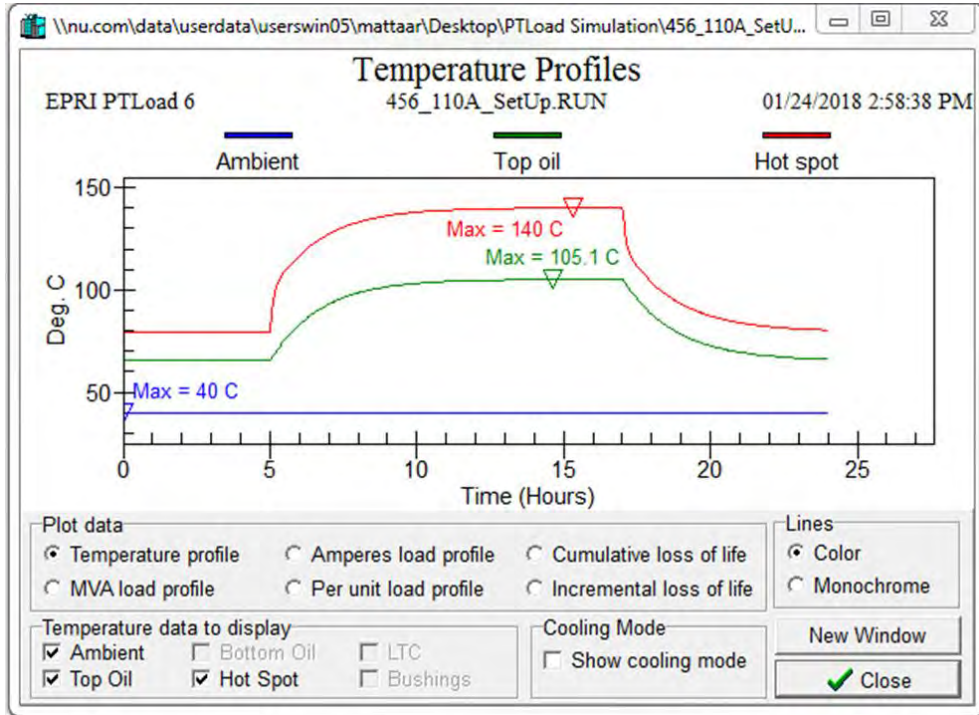 \\nu.com\data\userdata\userswin05\mattaar\Desktop\PTLoad Simulation\456_110A_SetU...
Temperature Profiles
EPRI PTLoad 6 456_110A_SetUp.RUN 01/24/2018 2:58:38 PM
Ambient Top oil Hot spot
150
Max = 140 C
Max = 105.1 C
100
Deg. C
50
Max = 40 C
0 5 10 15 20 25
Time (Hours)
Plot data
Temperature profile Amperes load profile Cumulative loss of life
MVA load profile Per unit load profile Incremental loss of life
Lines
Color
Monochrome
Temperature data to display
Ambient Bottom Oil LTC
Top Oil Hot Spot Bushings
Cooling Mode
Show cooling mode
New Window
Close